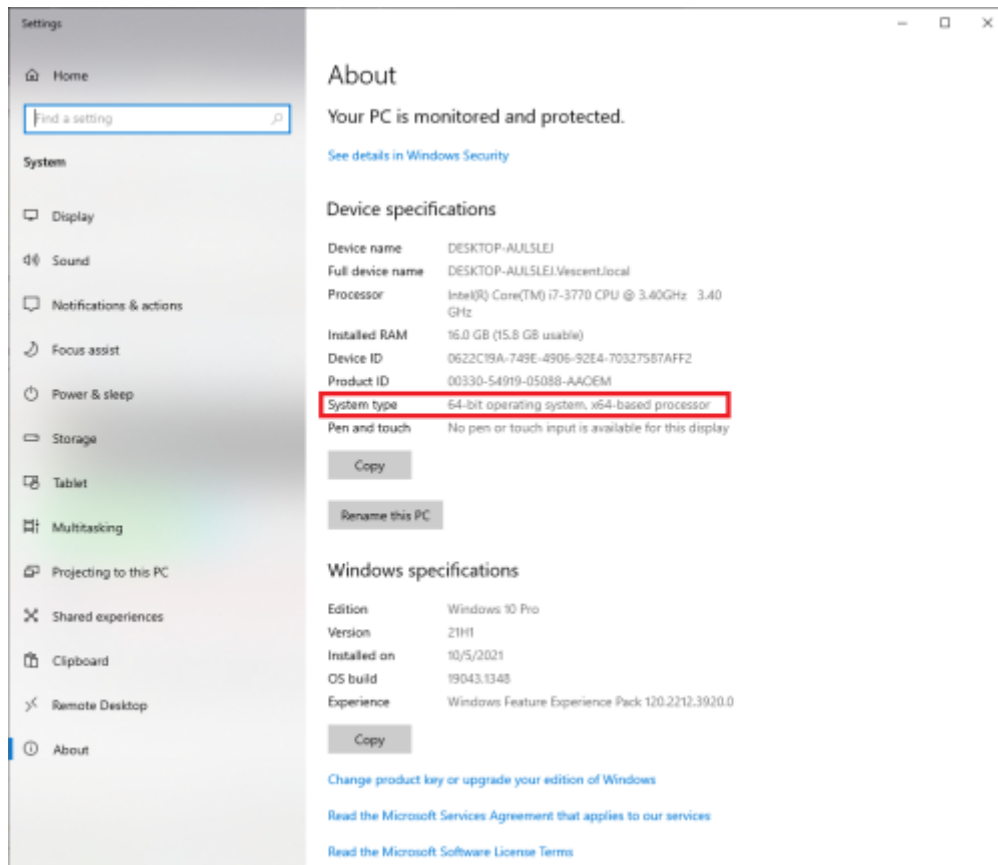 Settings
Home
Find a setting
System
Display
Sound
Notifications & actions
Focus assist
Power & sleep
Storage
Tablet
Multitasking
Projecting to this PC
Shared experiences
Clipboard
Remote Desktop
About
About
Your PC is monitored and protected.
See details in Windows Security
Device specifications
Device name DESKTOP-AUL5LEJ
Full device name DESKTOP-AUL5LEJ.Vescent.local
Processor Intel(R) Core(TM) i7-3770 CPU @ 3.40GHz 3.40
GHz
Installed RAM 16.0 GB (15.8 GB usable)
Device ID 0622C19A-749E-4906-92E4-70327587AFF2
Product ID 00330-54919-05088-AAOEM
System type 64-bit operating system, x64-based processor
Pen and touch No pen or touch input is available for this display
Copy
Rename this PC
Windows specifications
Edition Windows 10 Pro
Version 21H1
Installed on 10/5/2021
OS build 19043.1348
Experience Windows Feature Experience Pack 120.2212.3920.0
Copy
Change product key or upgrade your edition of Windows
Read the Microsoft Services Agreement that applies to our services
Read the Microsoft Software License Terms